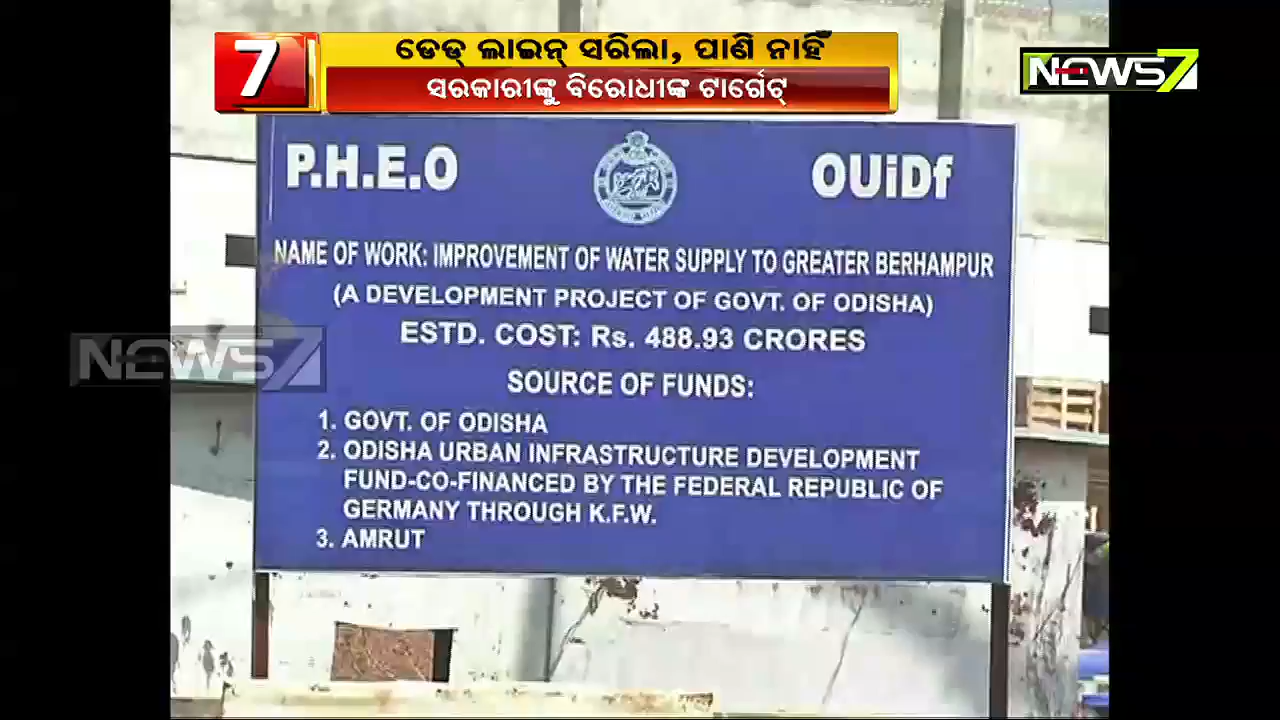 7 ଡେଡ୍ ଲାଇନ୍ ସରିଲା, ପାଣି ନାହିଁ
ସରକାରୀଙ୍କୁ ବିରୋଧୀଙ୍କ ଟାର୍ଗେଟ୍
NEWS7
P.H.E.O OUiDf
NAME OF WORK: IMPROVEMENT OF WATER SUPPLY TO GREATER BERHAMPUR
(A DEVELOPMENT PROJECT OF GOVT. OF ODISHA)
ESTD. COST: Rs. 488.93 CRORES
NEWS7
SOURCE OF FUNDS:
1. GOVT. OF ODISHA
2. ODISHA URBAN INFRASTRUCTURE DEVELOPMENT
FUND-CO-FINANCED BY THE FEDERAL REPUBLIC OF
GERMANY THROUGH K.F.W.
3. AMRUT